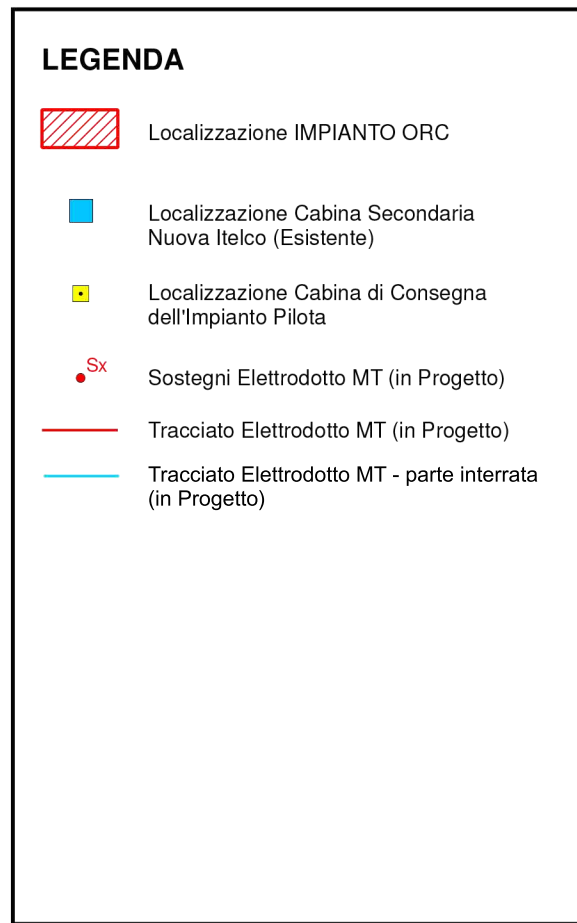 LEGENDA
Localizzazione IMPIANTO ORC
Localizzazione Cabina Secondaria
Nuova Itelco (Esistente)
Localizzazione Cabina di Consegna
dell'Impianto Pilota
Sx
Sostegni Elettrodotto MT (in Progetto)
Tracciato Elettrodotto MT (in Progetto)
Tracciato Elettrodotto MT - parte interrata
(in Progetto)